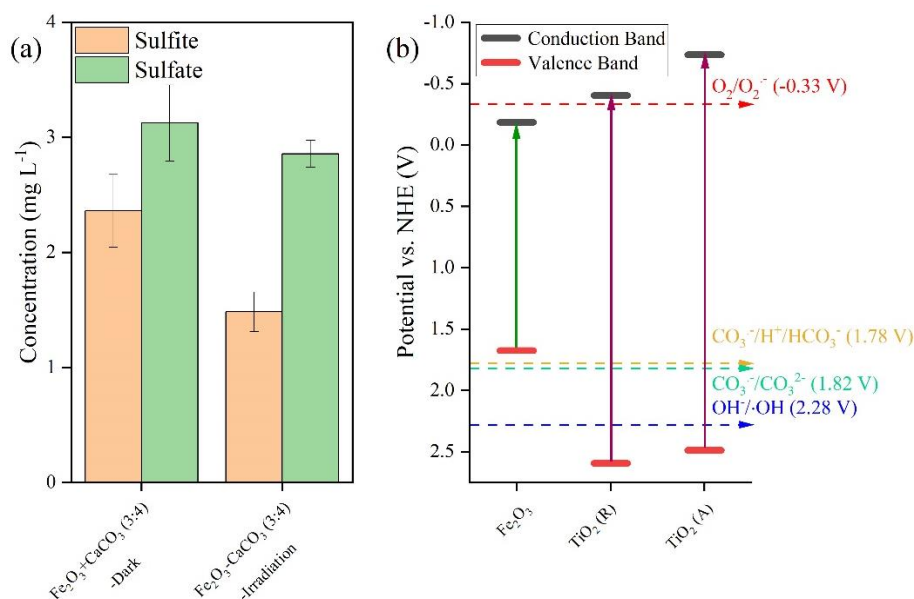 (a)
Sulfite
Sulfate
Concentration (mg L⁻¹)
4
3
2
1
0
Fe₂O₃+CaCO₃ (3:4)
-Dark
Fe₂O₃-CaCO₃ (3:4)
-Irradiation
(b)
Conduction Band
Valence Band
Potential vs. NHE (V)
-1.0
-0.5
0.0
0.5
1.0
1.5
2.0
2.5
O₂/O₂·⁻ (-0.33 V)
CO₃·⁻/H⁺/HCO₃⁻ (1.78 V)
CO₃·⁻/CO₃²⁻ (1.82 V)
OH⁻/·OH (2.28 V)
Fe₂O₃
TiO₂ (R)
TiO₂ (A)